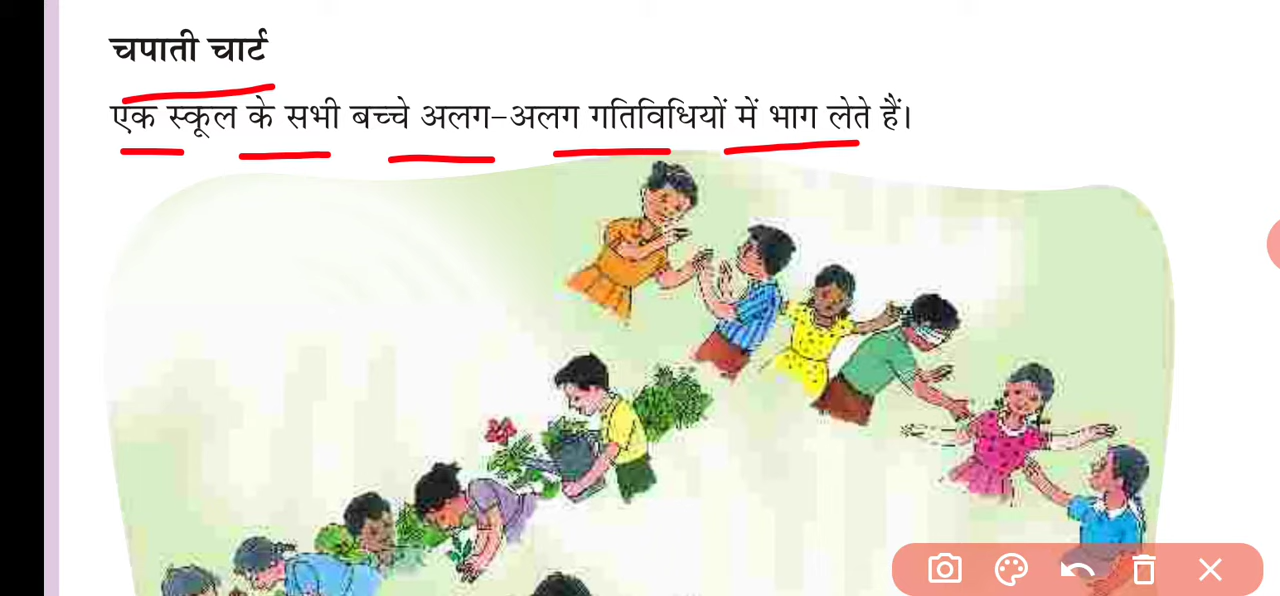 चपाती चार्ट
एक स्कूल के सभी बच्चे अलग-अलग गतिविधियों में भाग लेते हैं।